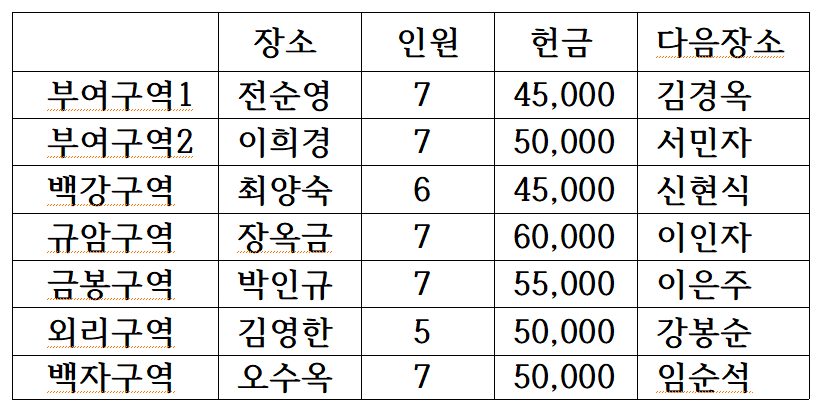 장소 인원 헌금 다음장소
부여구역1 전순영 7 45,000 김경옥
부여구역2 이희경 7 50,000 서민자
백강구역 최양숙 6 45,000 신현식
규암구역 장옥금 7 60,000 이인자
금봉구역 박인규 7 55,000 이은주
외리구역 김영한 5 50,000 강봉순
백자구역 오수옥 7 50,000 임순석